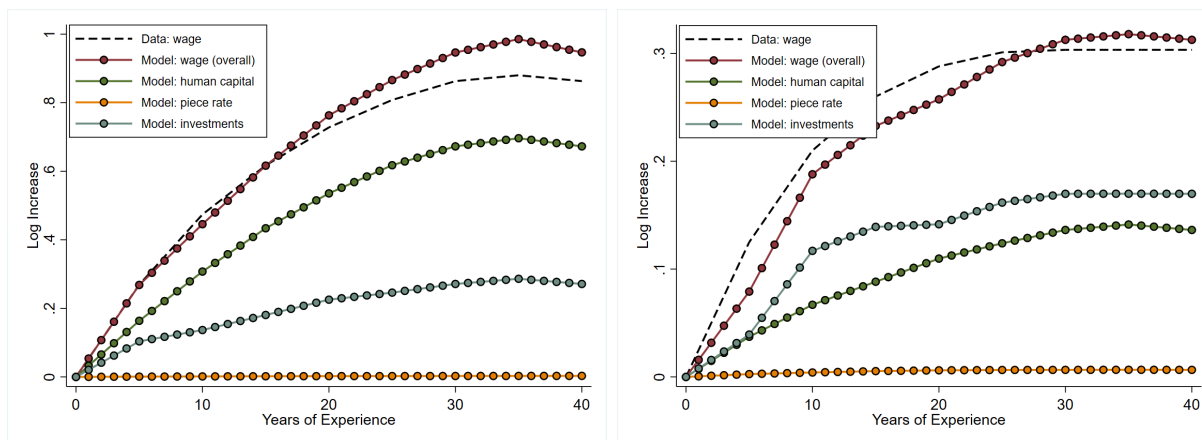 Data: wage
Model: wage (overall)
Model: human capital
Model: piece rate
Model: investments
1
.8
.6
.4
.2
0
Log Increase
0 10 20 30 40
Years of Experience
Data: wage
Model: wage (overall)
Model: human capital
Model: piece rate
Model: investments
.3
.2
.1
0
Log Increase
0 10 20 30 40
Years of Experience